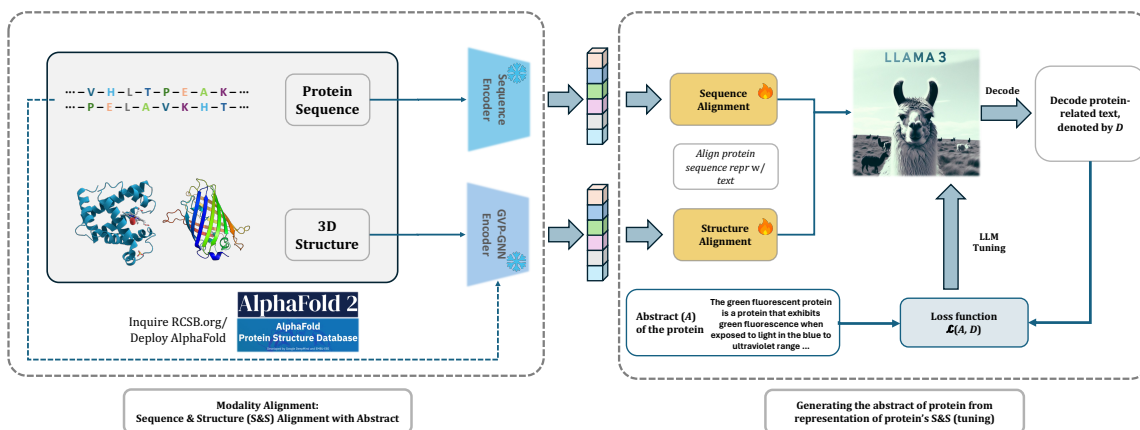 ··· – V – H – L – T – P – E – A – K – ···
··· – P – E – L – A – V – K – H – T – ···
Protein
Sequence
Sequence
Encoder
Sequence
Alignment
Align protein
sequence repr w/
text
LLAMA 3
Decode
Decode protein-
related text,
denoted by D
3D
Structure
GVP-GNN
Encoder
Structure
Alignment
LLM
Tuning
Inquire RCSB.org/
Deploy AlphaFold
AlphaFold 2
AlphaFold
Protein Structure Database
Abstract (A)
of the protein
The green fluorescent protein
is a protein that exhibits
green fluorescence when
exposed to light in the blue to
ultraviolet range ...
Loss function
ℒ(A, D)
Modality Alignment:
Sequence & Structure (S&S) Alignment with Abstract
Generating the abstract of protein from
representation of protein's S&S (tuning)